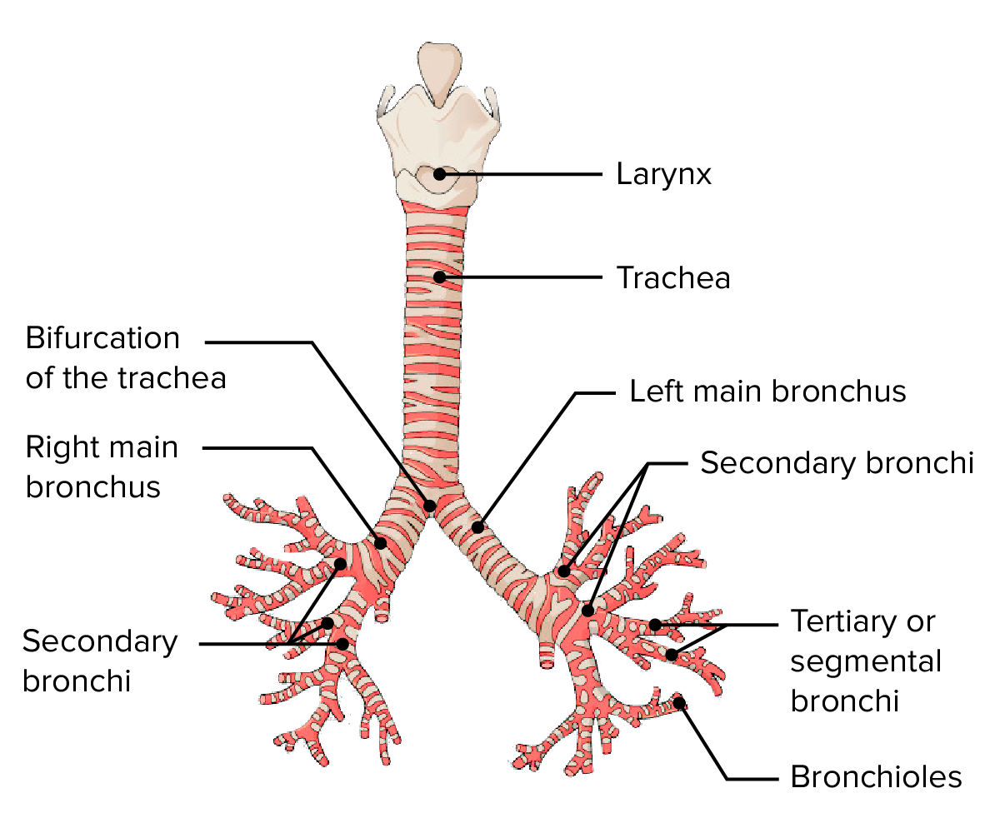 Larynx
Trachea
Bifurcation
of the trachea
Left main bronchus
Right main
bronchus
Secondary bronchi
Secondary
bronchi
Tertiary or
segmental
bronchi
Bronchioles